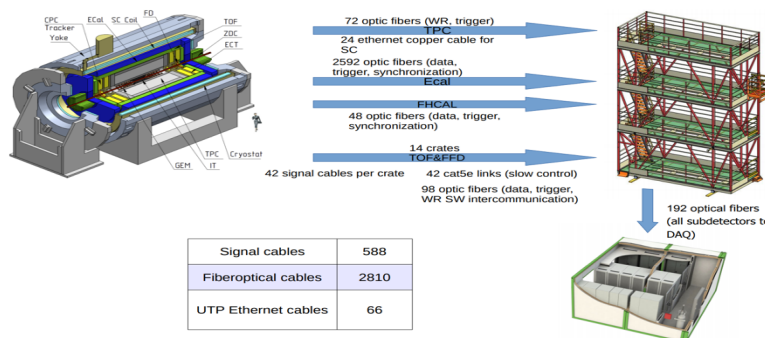 CPC
Tracker
Yoke
ECal
SC Coil
FD
TOF
ZDC
ECT
GEM
TPC
IT
Cryostat
72 optic fibers (WR, trigger)
TPC
24 ethernet copper cable for
SC
2592 optic fibers (data,
trigger, synchronization)
Ecal
FHCAL
48 optic fibers (data, trigger,
synchronization)
14 crates
TOF&FFD
42 signal cables per crate
42 cat5e links (slow control)
98 optic fibers (data, trigger,
WR SW intercommunication)
192 optical fibers
(all subdetectors to
DAQ)
Signal cables 588
Fiberoptical cables 2810
UTP Ethernet cables 66